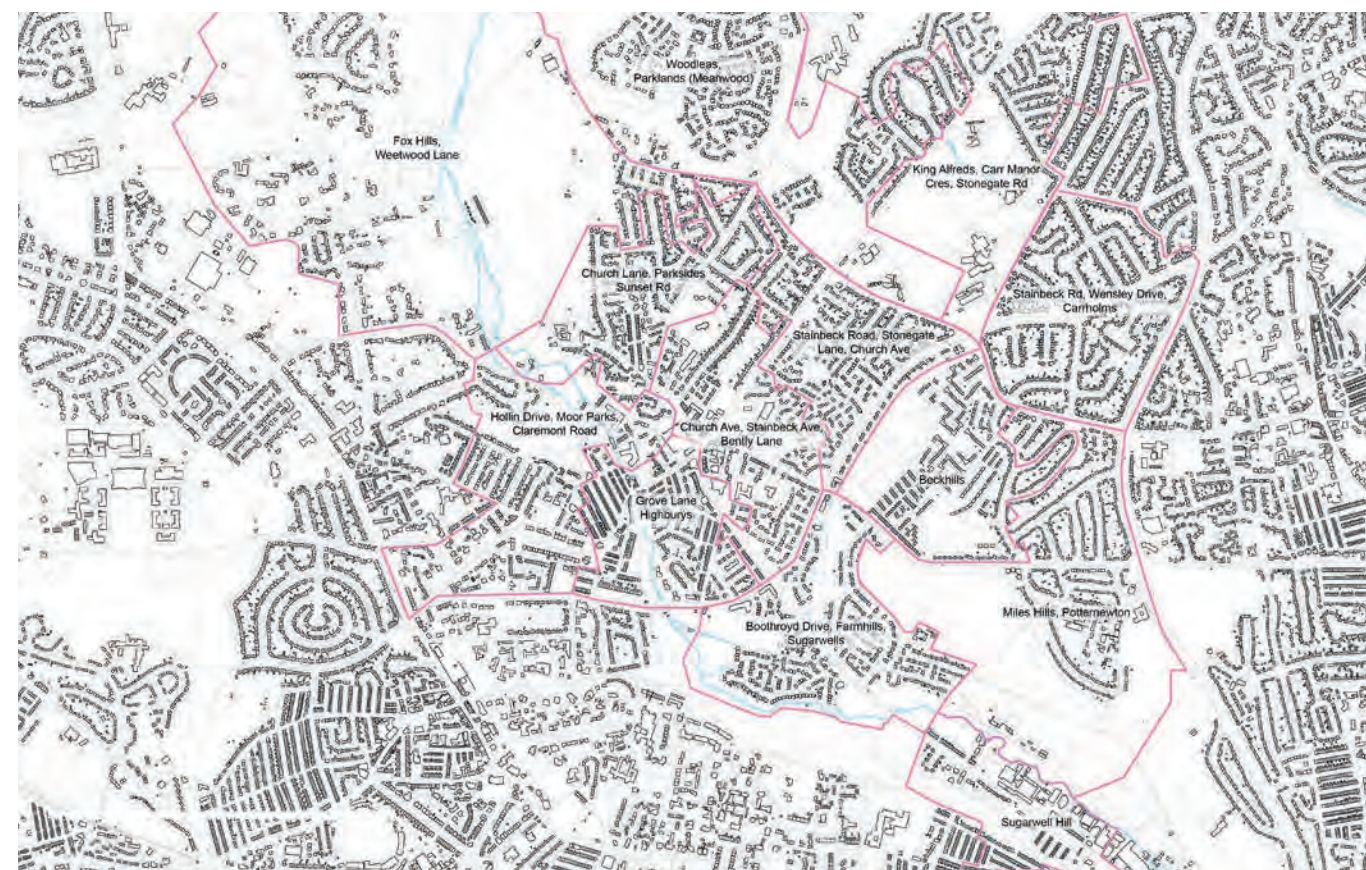 Woodleas,
Parklands (Meanwood)
Fox Hills,
Weetwood Lane
King Alfreds, Carr Manor
Cres, Stonegate Rd
Church Lane, Parksides
Sunset Rd
Stainbeck Rd, Wensley Drive,
Carrholms
Stainbeck Road, Stonegate
Lane, Church Ave
Hollin Drive, Moor Parks,
Claremont Road
Church Ave, Stainbeck Ave,
Bently Lane
Beckhills
Grove Lane
Highburys
Miles Hills, Potternewton
Boothroyd Drive, Farmhills,
Sugarwells
Sugarwell Hill